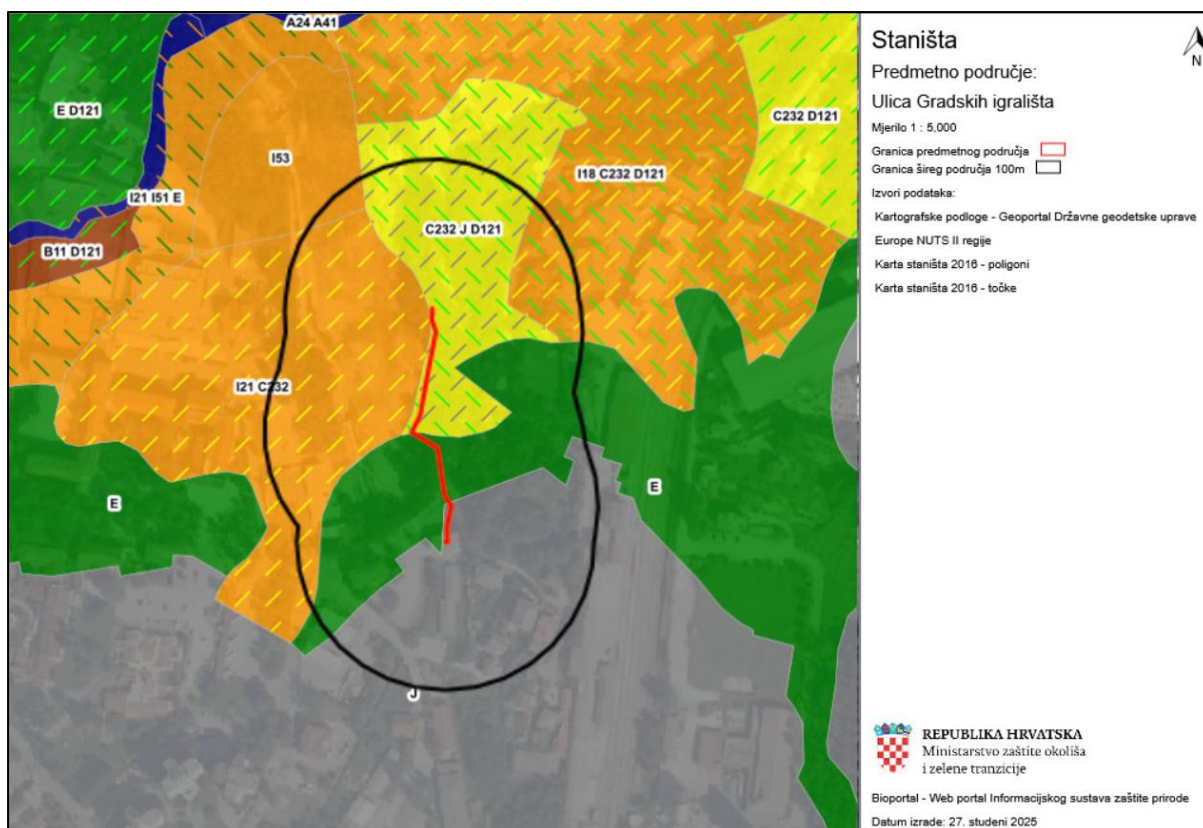 A24 A41
E D121
C232 D121
I53
I18 C232 D121
I21 I51 E
C232 J D121
B11 D121
I21 C232
E
E
J
Staništa
N
Predmetno područje:
Ulica Gradskih igrališta
Mjerilo 1 : 5,000
Granica predmetnog područja
Granica šireg područja 100m
Izvori podataka:
Kartografske podloge - Geoportal Državne geodetske uprave
Europe NUTS II regije
Karta staništa 2016 - poligoni
Karta staništa 2016 - točke
REPUBLIKA HRVATSKA
Ministarstvo zaštite okoliša
i zelene tranzicije
Bioportal - Web portal Informacijskog sustava zaštite prirode
Datum izrade: 27. studeni 2025